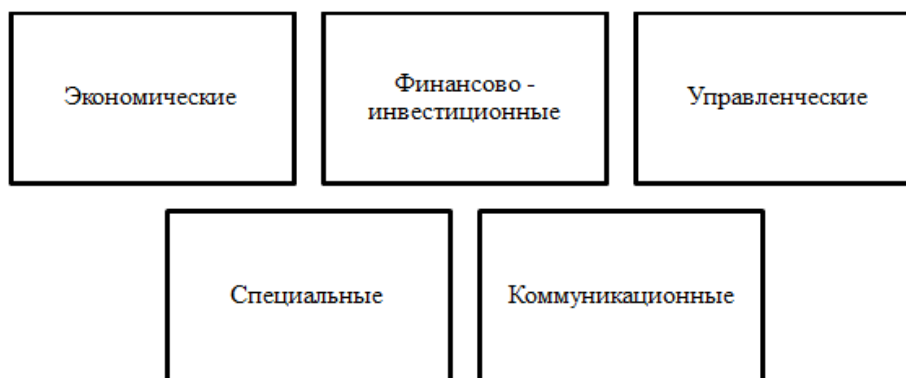 Экономические
Финансово -
инвестиционные
Управленческие
Специальные
Коммуникационные